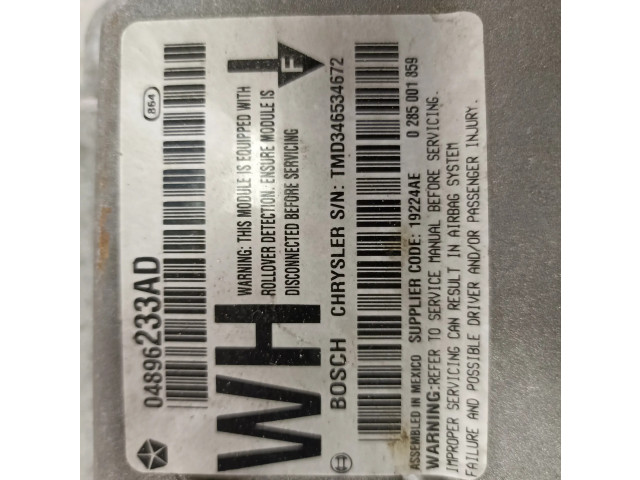 04896233AD
864
WH
WARNING: THIS MODULE IS EQUIPPED WITH
ROLLOVER DETECTION. ENSURE MODULE IS
DISCONNECTED BEFORE SERVICING
F
BOSCH CHRYSLER S/N: TMD346534672
ASSEMBLED IN MEXICO SUPPLIER CODE: 19224AE 0 285 001 859
WARNING:REFER TO SERVICE MANUAL BEFORE SERVICING.
IMPROPER SERVICING CAN RESULT IN AIRBAG SYSTEM
FAILURE AND POSSIBLE DRIVER AND/OR PASSENGER INJURY.